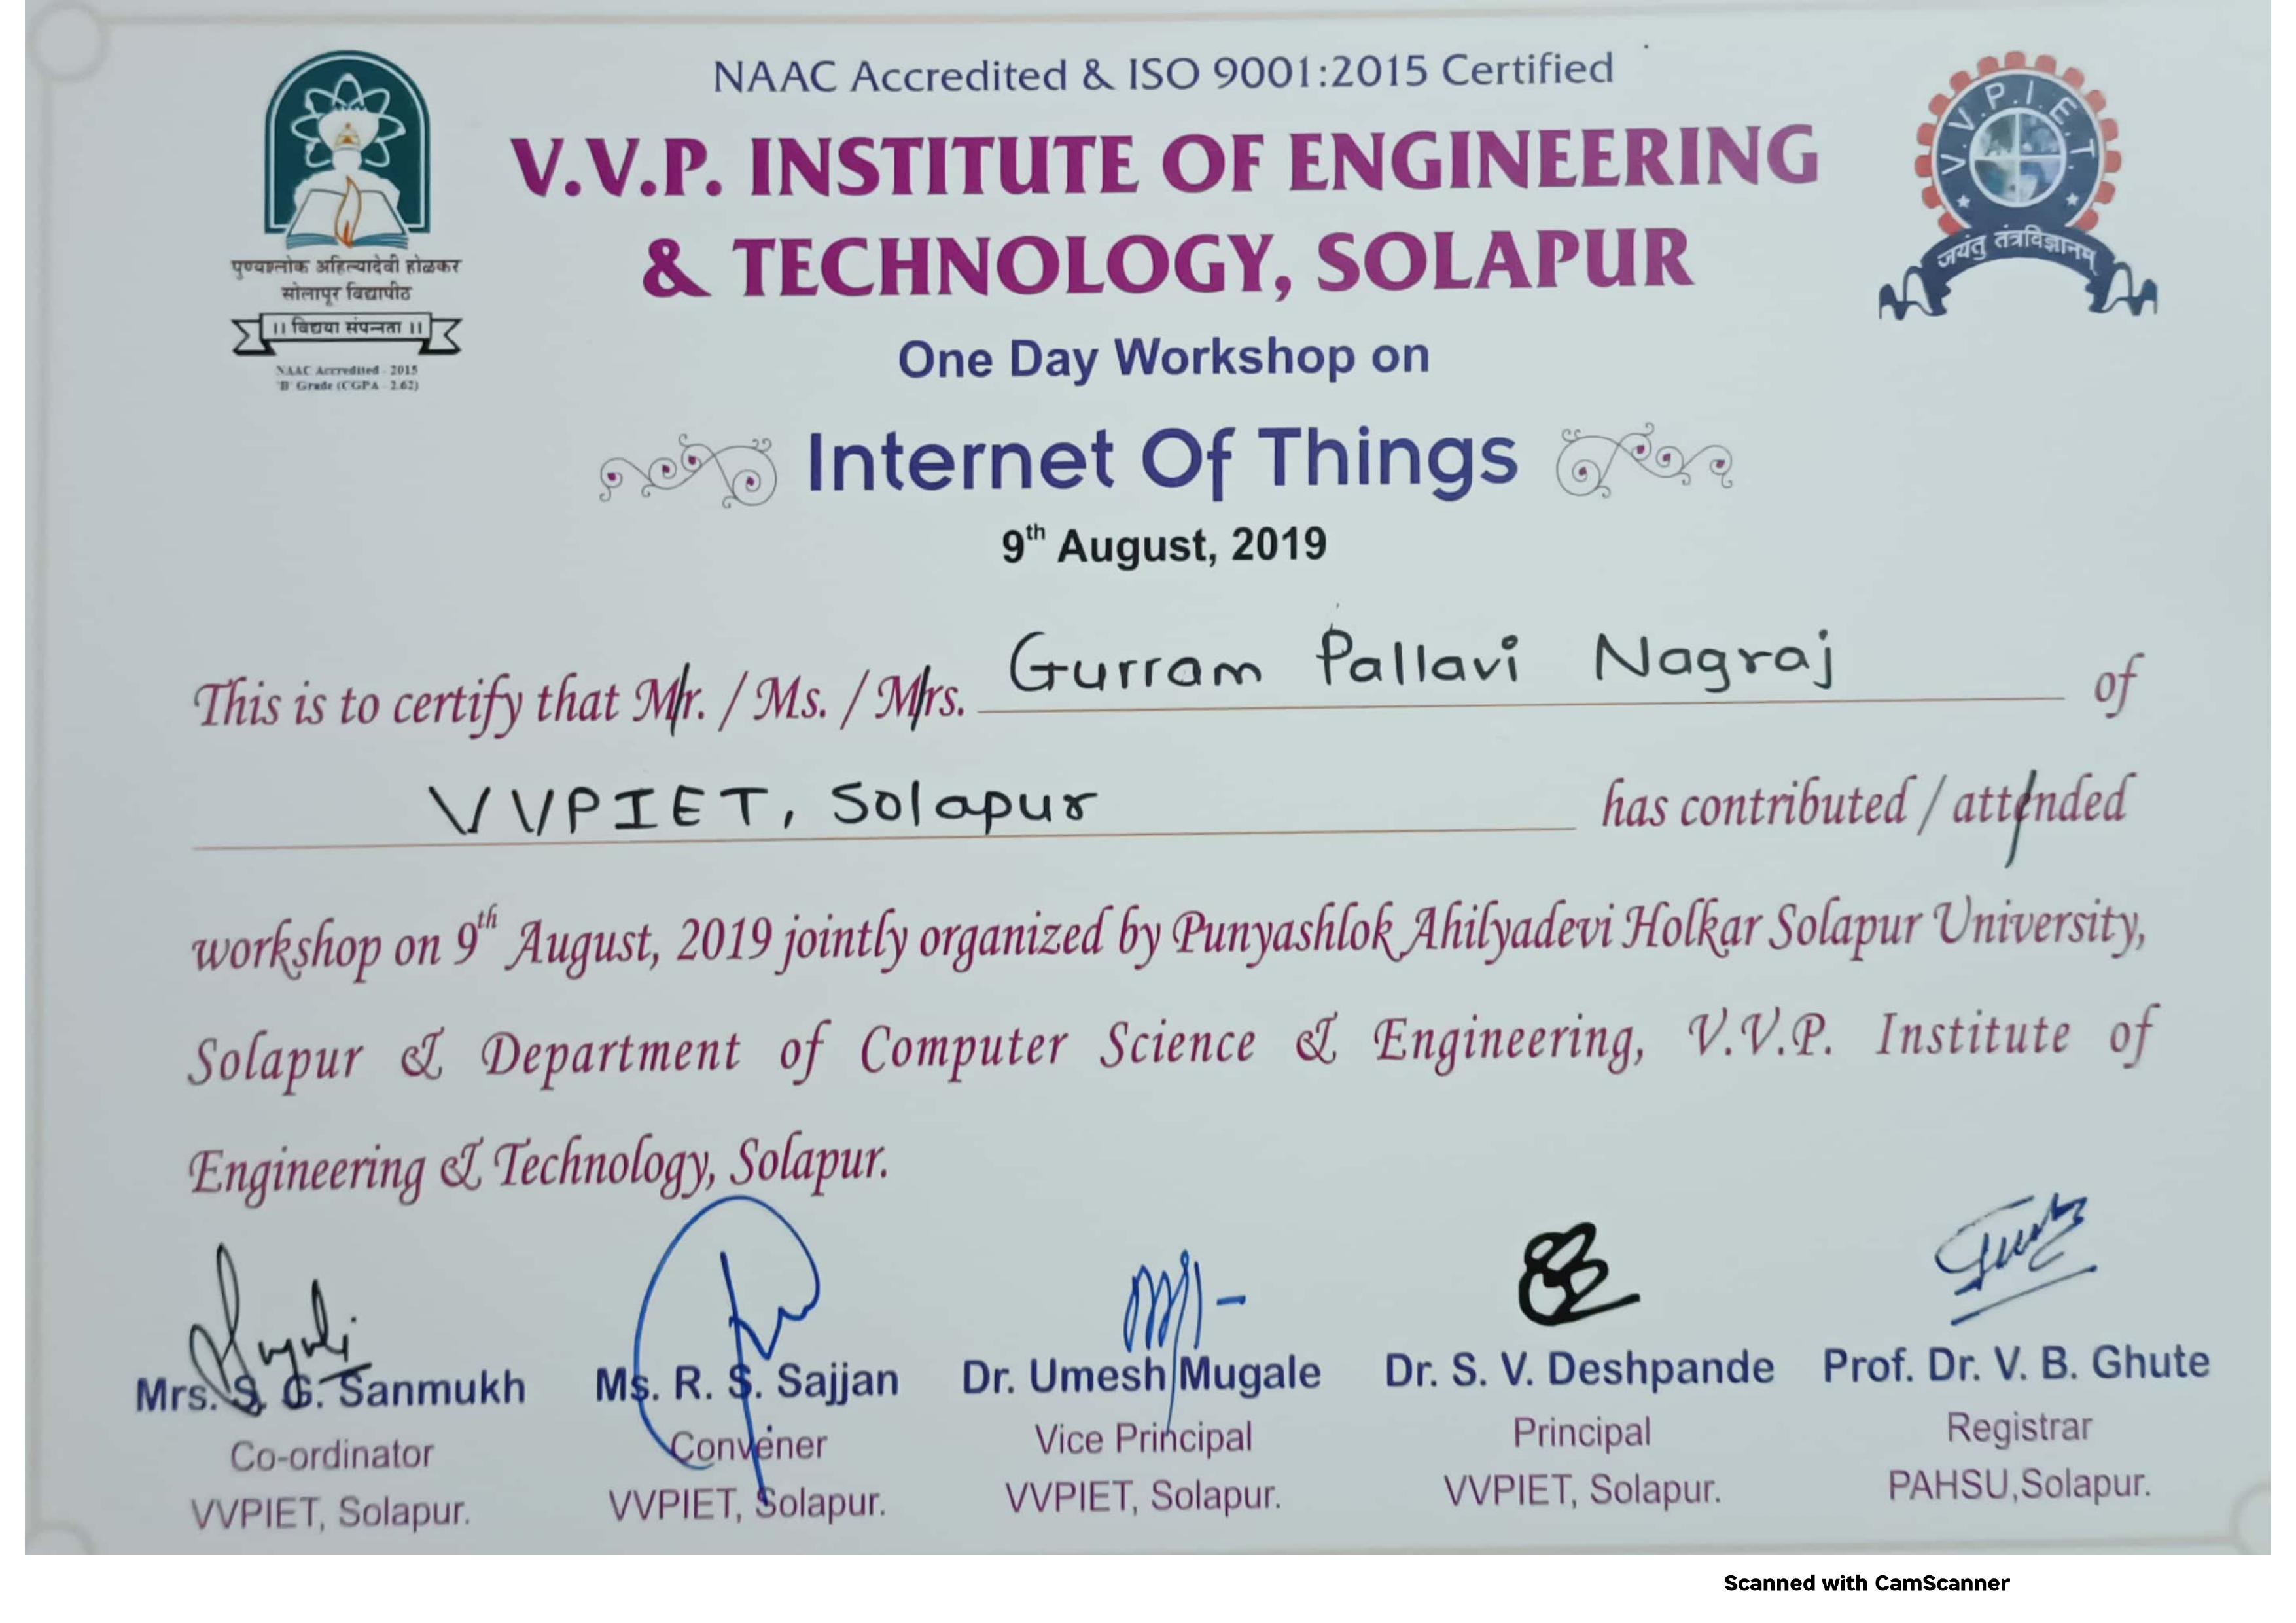 NAAC Accredited & ISO 9001:2015 Certified
V.V.P. INSTITUTE OF ENGINEERING
& TECHNOLOGY, SOLAPUR
पुण्यश्लोक अहिल्यादेवी होळकर
सोलापूर विद्यापीठ
।। विद्यया संपन्नता ।।
NAAC Accredited - 2015
'B' Grade (CGPA - 2.62)
V.V.P.I.E.T.
जयंतु तंत्रविज्ञानम्
One Day Workshop on
Internet Of Things
9th August, 2019
This is to certify that Mr. / Ms. / Mrs. Gurram Pallavi Nagraj of
VVPIET, Solapur has contributed / attended
workshop on 9th August, 2019 jointly organized by Punyashlok Ahilyadevi Holkar Solapur University,
Solapur & Department of Computer Science & Engineering, V.V.P. Institute of
Engineering & Technology, Solapur.
Mrs. S. G. Sanmukh
Co-ordinator
VVPIET, Solapur.
Ms. R. S. Sajjan
Convener
VVPIET, Solapur.
Dr. Umesh Mugale
Vice Principal
VVPIET, Solapur.
Dr. S. V. Deshpande
Principal
VVPIET, Solapur.
Prof. Dr. V. B. Ghute
Registrar
PAHSU,Solapur.
Scanned with CamScanner